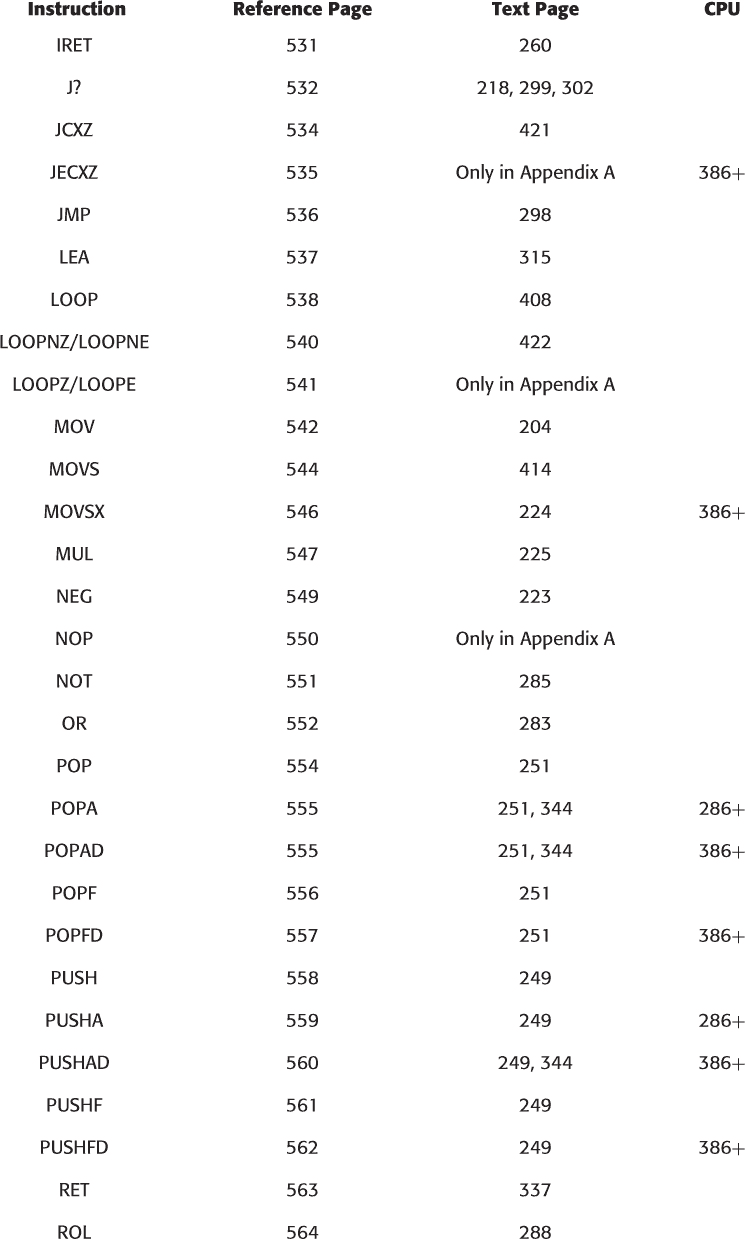 Instruction Reference Page Text Page CPU
IRET 531 260
J? 532 218, 299, 302
JCXZ 534 421
JECXZ 535 Only in Appendix A 386+
JMP 536 298
LEA 537 315
LOOP 538 408
LOOPNZ/LOOPNE 540 422
LOOPZ/LOOPE 541 Only in Appendix A
MOV 542 204
MOVS 544 414
MOVSX 546 224 386+
MUL 547 225
NEG 549 223
NOP 550 Only in Appendix A
NOT 551 285
OR 552 283
POP 554 251
POPA 555 251, 344 286+
POPAD 555 251, 344 386+
POPF 556 251
POPFD 557 251 386+
PUSH 558 249
PUSHA 559 249 286+
PUSHAD 560 249, 344 386+
PUSHF 561 249
PUSHFD 562 249 386+
RET 563 337
ROL 564 288